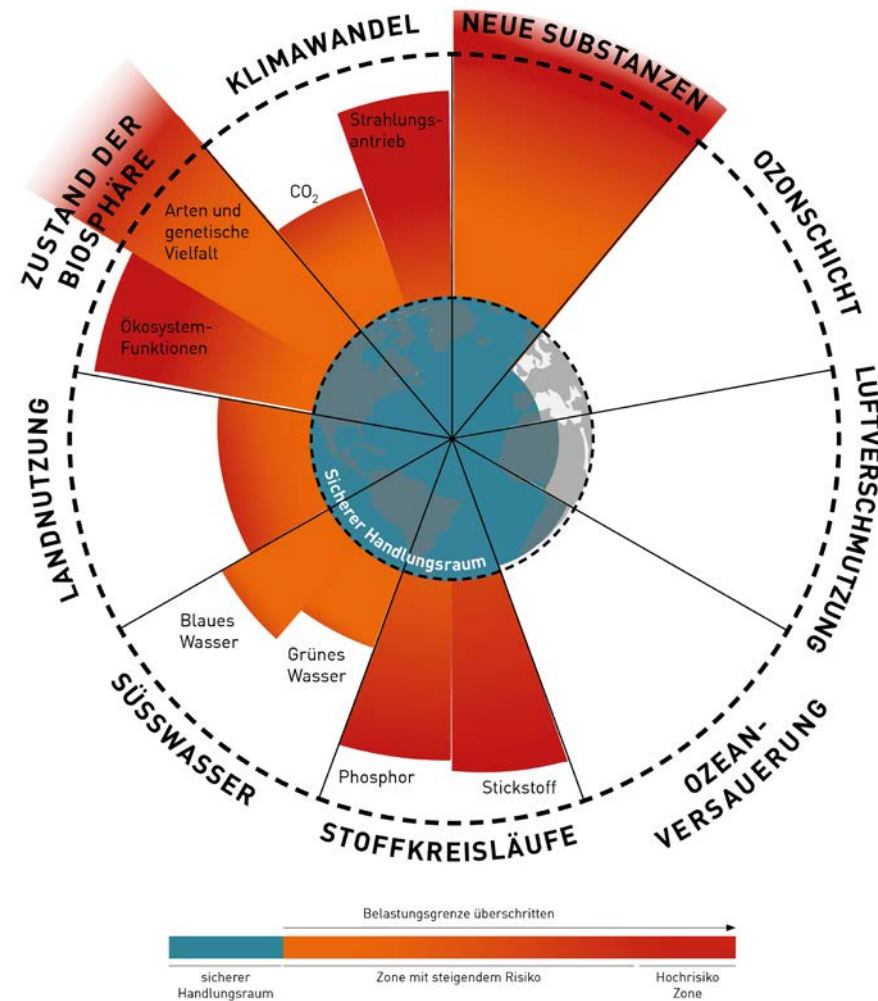 KLIMAWANDEL
NEUE SUBSTANZEN
OZONSCHICHT
LUFTVERSCHMUTZUNG
OZEAN-
VERSAUERUNG
STOFFKREISLÄUFE
SÜSSWASSER
LANDNUTZUNG
ZUSTAND DER
BIOSPHÄRE
Strahlungs-
antrieb
CO₂
Arten und
genetische
Vielfalt
Ökosystem-
Funktionen
Sicherer Handlungsraum
Blaues
Wasser
Grünes
Wasser
Phosphor
Stickstoff
Belastungsgrenze überschritten
sicherer
Handlungsraum
Zone mit steigendem Risiko
Hochrisiko
Zone